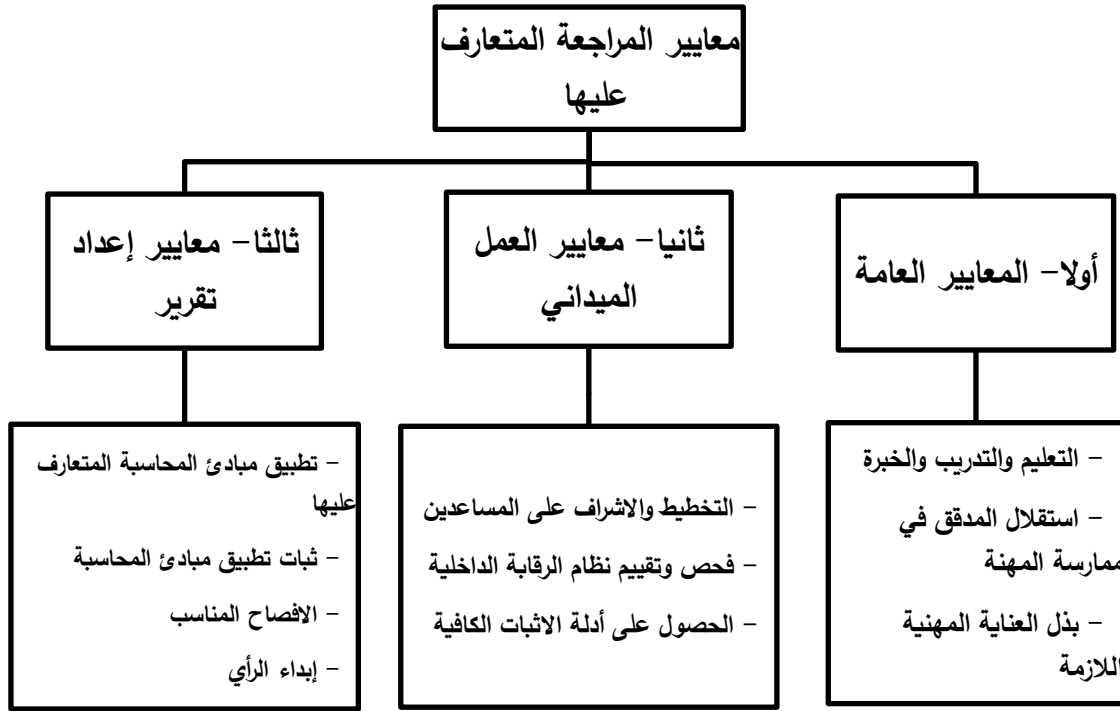 معايير المراجعة المتعارف
عليها
أولا- المعايير العامة
ثانيا- معايير العمل
الميداني
ثالثا- معايير إعداد
تقرير
- التعليم والتدريب والخبرة
- استقلال المدقق في
ممارسة المهنة
- بذل العناية المهنية
اللازمة
- التخطيط والاشراف على المساعدين
- فحص وتقييم نظام الرقابة الداخلية
- الحصول على أدلة الاثبات الكافية
- تطبيق مبادئ المحاسبة المتعارف
عليها
- ثبات تطبيق مبادئ المحاسبة
- الافصاح المناسب
- إبداء الرأي